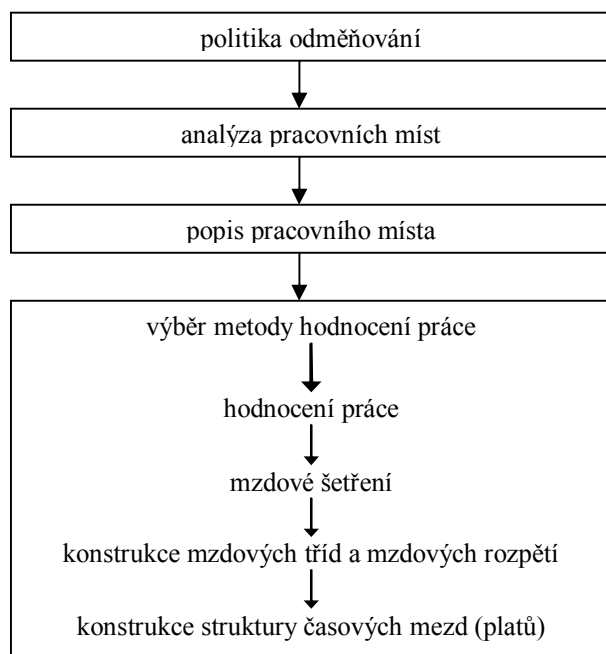 politika odměňování
analýza pracovních míst
popis pracovního místa
výběr metody hodnocení práce
hodnocení práce
mzdové šetření
konstrukce mzdových tříd a mzdových rozpětí
konstrukce struktury časových mezd (platů)